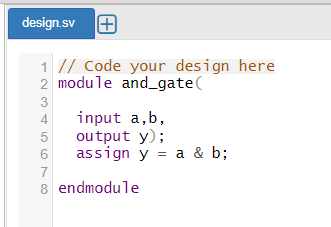 design.sv
1 // Code your design here
2 module and_gate(
3
4 input a,b,
5 output y);
6 assign y = a & b;
7
8 endmodule